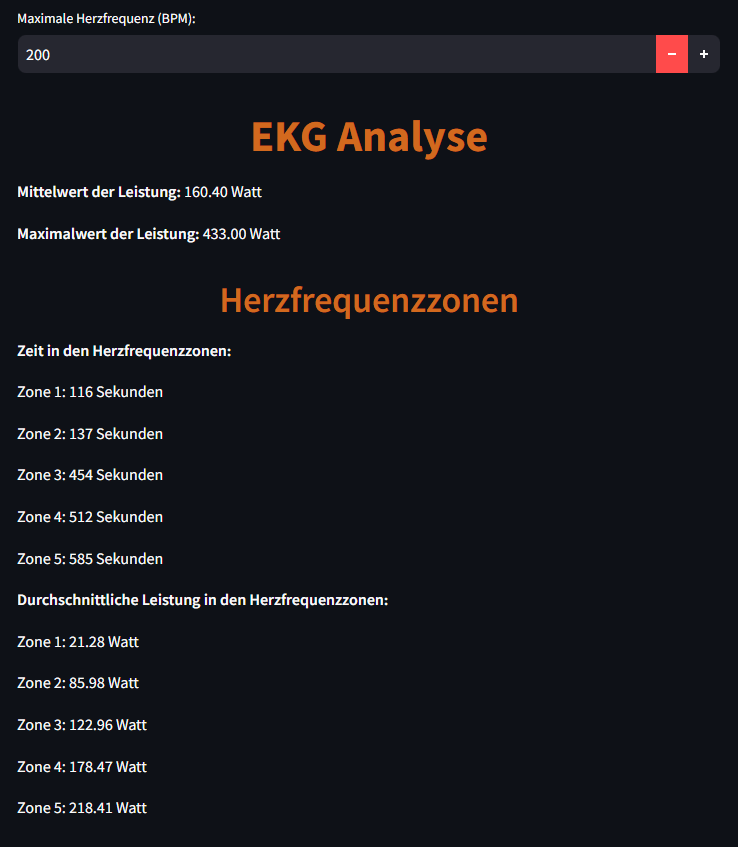 Maximale Herzfrequenz (BPM):
200
EKG Analyse
Mittelwert der Leistung: 160.40 Watt
Maximalwert der Leistung: 433.00 Watt
Herzfrequenzzonen
Zeit in den Herzfrequenzzonen:
Zone 1: 116 Sekunden
Zone 2: 137 Sekunden
Zone 3: 454 Sekunden
Zone 4: 512 Sekunden
Zone 5: 585 Sekunden
Durchschnittliche Leistung in den Herzfrequenzzonen:
Zone 1: 21.28 Watt
Zone 2: 85.98 Watt
Zone 3: 122.96 Watt
Zone 4: 178.47 Watt
Zone 5: 218.41 Watt